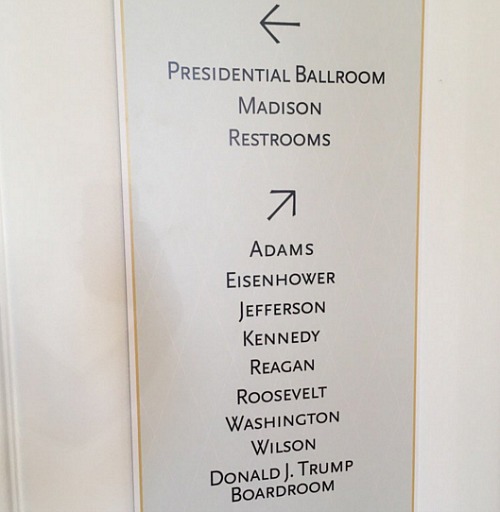 PRESIDENTIAL BALLROOM
MADISON
RESTROOMS
ADAMS
EISENHOWER
JEFFERSON
KENNEDY
REAGAN
ROOSEVELT
WASHINGTON
WILSON
DONALD J. TRUMP
BOARDROOM